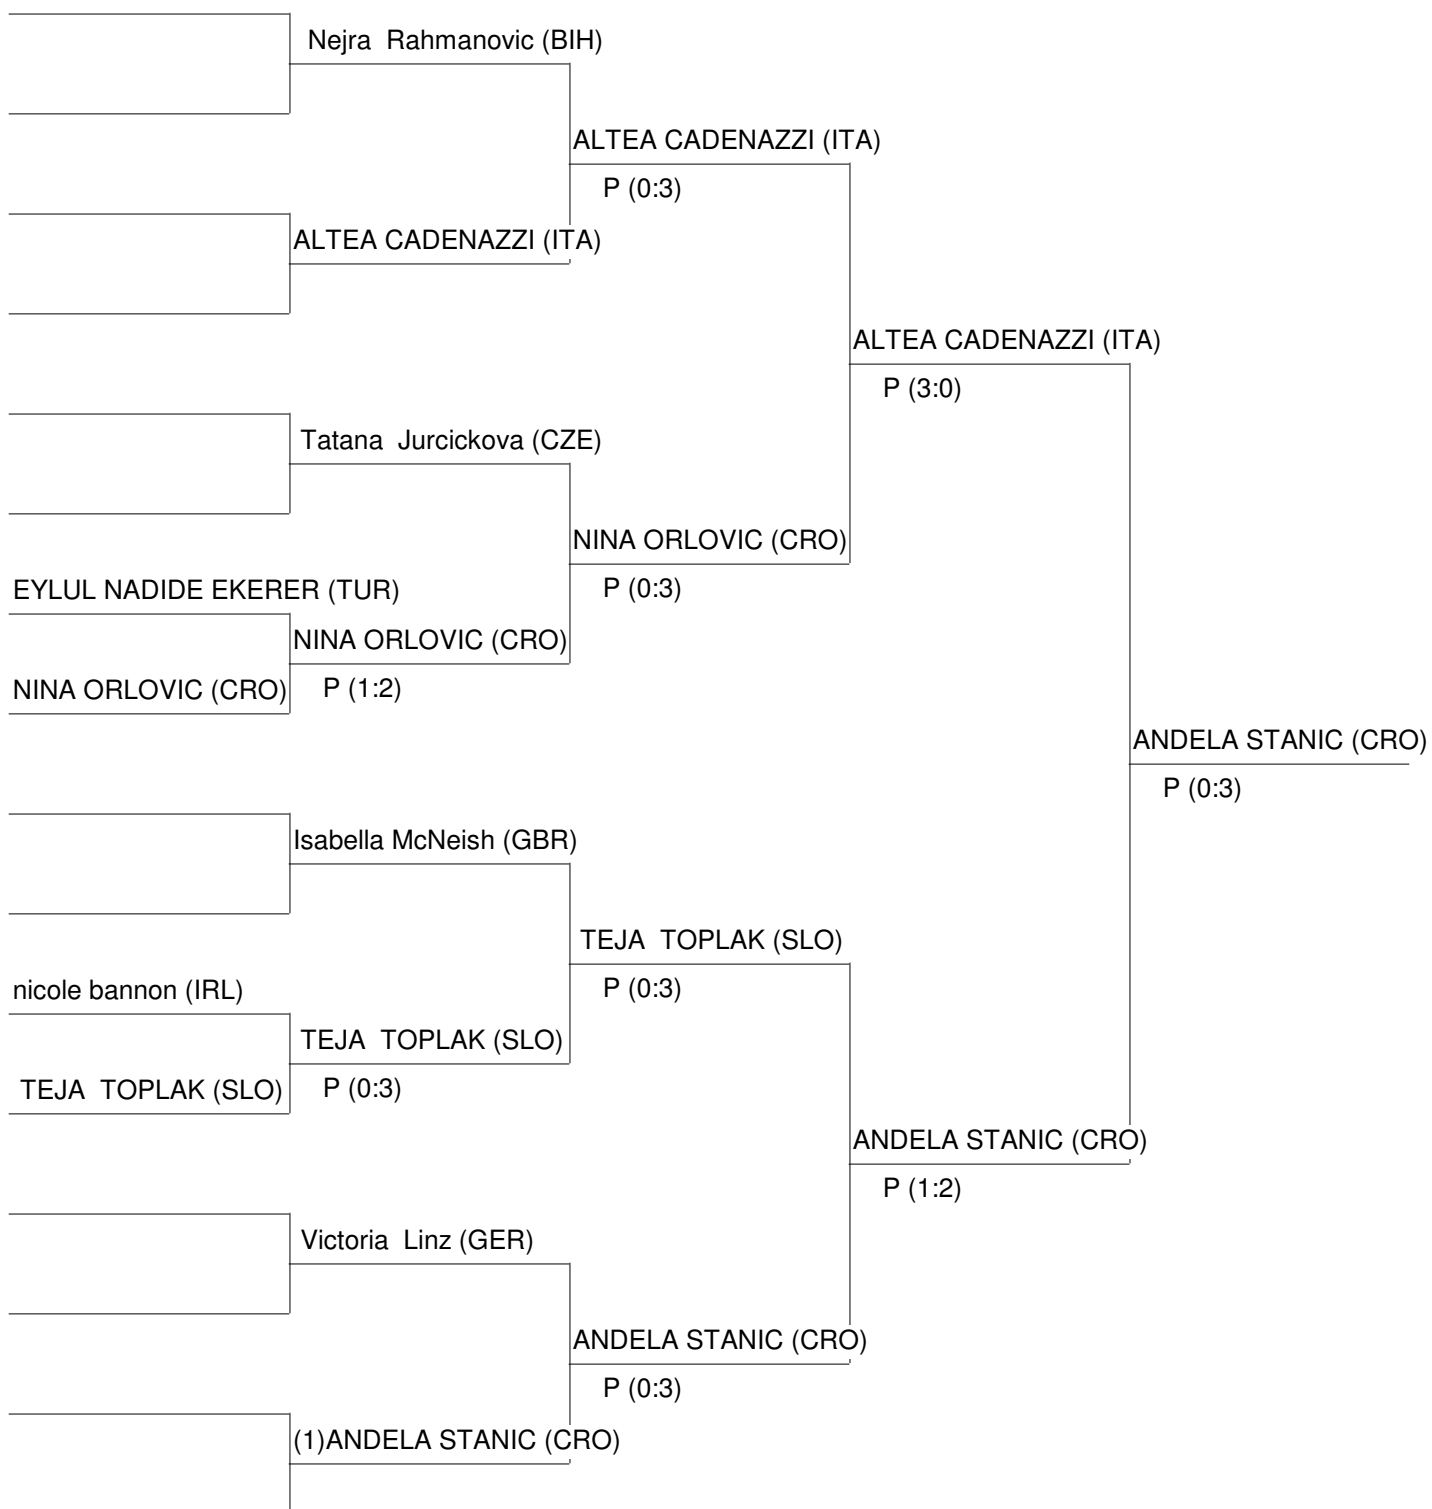 Nejra  Rahmanovic (BIH)
ALTEA CADENAZZI (ITA)
P (0:3)
ALTEA CADENAZZI (ITA)
ALTEA CADENAZZI (ITA)
P (3:0)
Tatana  Jurcickova (CZE)
NINA ORLOVIC (CRO)
EYLUL NADIDE EKERER (TUR)
P (0:3)
NINA ORLOVIC (CRO)
NINA ORLOVIC (CRO)
P (1:2)
ANDELA STANIC (CRO)
P (0:3)
Isabella McNeish (GBR)
TEJA  TOPLAK (SLO)
nicole bannon (IRL)
P (0:3)
TEJA  TOPLAK (SLO)
TEJA  TOPLAK (SLO)
P (0:3)
ANDELA STANIC (CRO)
P (1:2)
Victoria  Linz (GER)
ANDELA STANIC (CRO)
P (0:3)
(1)ANDELA STANIC (CRO)